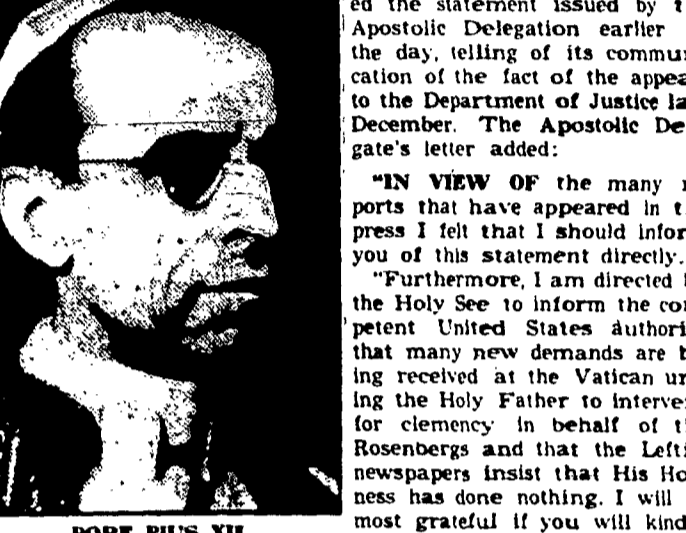 ed the statement issued by t
Apostolic Delegation earlier
the day, telling of its commu
cation of the fact of the appea
to the Department of Justice la
December. The Apostolic De
gate's letter added:
"IN VIEW OF the many r
ports that have appeared in t
press I felt that I should infor
you of this statement directly.
"Furthermore, I am directed
the Holy See to inform the co
petent United States authori
that many new demands are b
ing received at the Vatican ur
ing the Holy Father to interve
for clemency in behalf of t
Rosenbergs and that the Lefti
newspapers insist that His Ho
ness has done nothing. I will
most grateful if you will kind
POPE PIUS XII